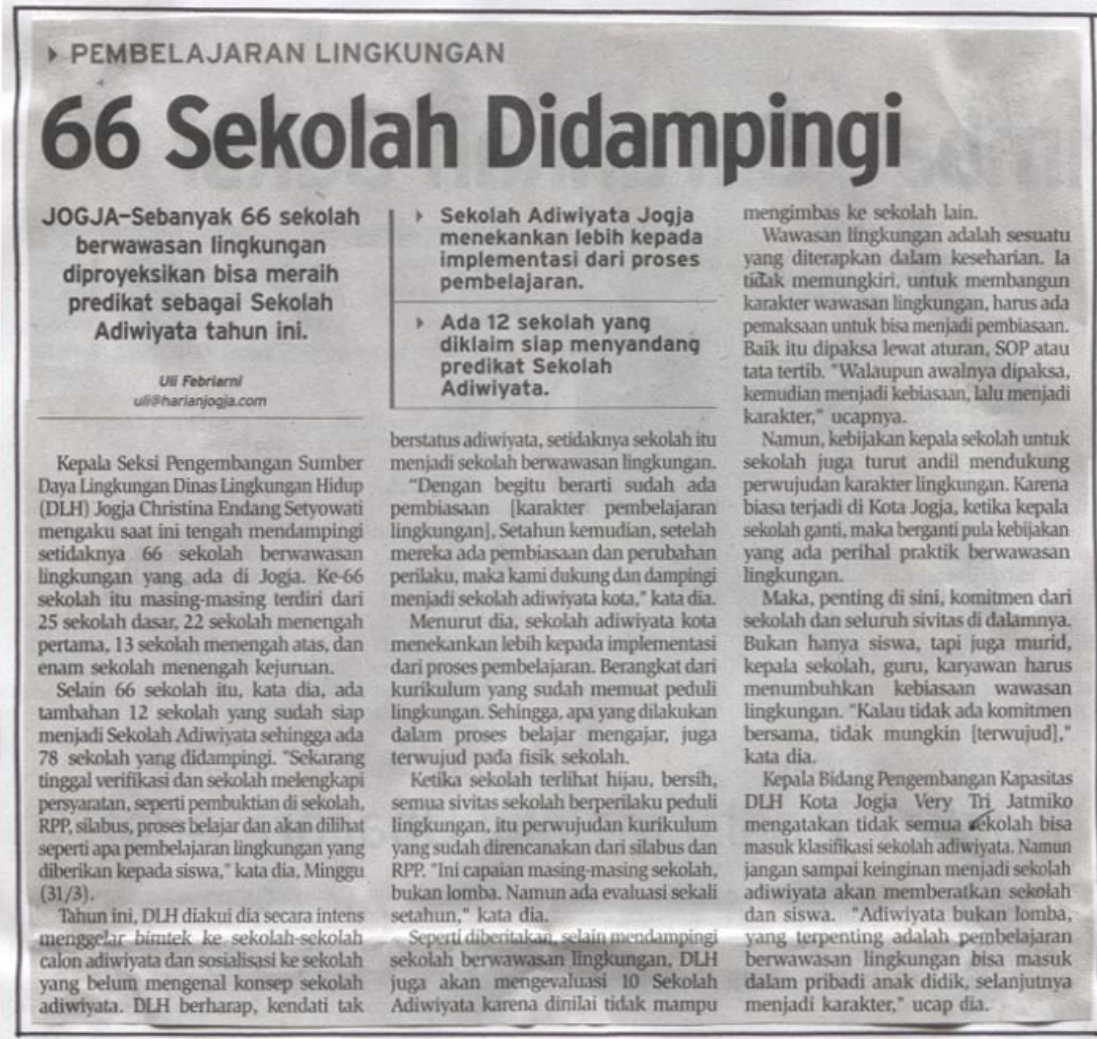 PEMBELAJARAN LINGKUNGAN
66 Sekolah Didampingi
JOGJA–Sebanyak 66 sekolah
berwawasan lingkungan
diproyeksikan bisa meraih
predikat sebagai Sekolah
Adiwiyata tahun ini.
Uli Febriarni
uli@harianjogja.com
Kepala Seksi Pengembangan Sumber
Daya Lingkungan Dinas Lingkungan Hidup
(DLH) Jogja Christina Endang Setyowati
mengaku saat ini tengah mendampingi
setidaknya 66 sekolah berwawasan
lingkungan yang ada di Jogja. Ke-66
sekolah itu masing-masing terdiri dari
25 sekolah dasar, 22 sekolah menengah
pertama, 13 sekolah menengah atas, dan
enam sekolah menengah kejuruan.
Selain 66 sekolah itu, kata dia, ada
tambahan 12 sekolah yang sudah siap
menjadi Sekolah Adiwiyata sehingga ada
78 sekolah yang didampingi. "Sekarang
tinggal verifikasi dan sekolah melengkapi
persyaratan, seperti pembuktian di sekolah,
RPP, silabus, proses belajar dan akan dilihat
seperti apa pembelajaran lingkungan yang
diberikan kepada siswa," kata dia, Minggu
(31/3).
Tahun ini, DLH diakui dia secara intens
menggelar bimtek ke sekolah-sekolah
calon adiwiyata dan sosialisasi ke sekolah
yang belum mengenal konsep sekolah
adiwiyata. DLH berharap, kendati tak
Sekolah Adiwiyata Jogja
menekankan lebih kepada
implementasi dari proses
pembelajaran.
Ada 12 sekolah yang
diklaim siap menyandang
predikat Sekolah
Adiwiyata.
berstatus adiwiyata, setidaknya sekolah itu
menjadi sekolah berwawasan lingkungan.
"Dengan begitu berarti sudah ada
pembiasaan [karakter pembelajaran
lingkungan]. Setahun kemudian, setelah
mereka ada pembiasaan dan perubahan
perilaku, maka kami dukung dan dampingi
menjadi sekolah adiwiyata kota," kata dia.
Menurut dia, sekolah adiwiyata kota
menekankan lebih kepada implementasi
dari proses pembelajaran. Berangkat dari
kurikulum yang sudah memuat peduli
lingkungan. Sehingga, apa yang dilakukan
dalam proses belajar mengajar, juga
terwujud pada fisik sekolah.
Ketika sekolah terlihat hijau, bersih,
semua sivitas sekolah berperilaku peduli
lingkungan, itu perwujudan kurikulum
yang sudah direncanakan dari silabus dan
RPP. "Ini capaian masing-masing sekolah,
bukan lomba. Namun ada evaluasi sekali
setahun," kata dia.
Seperti diberitakan, selain mendampingi
sekolah berwawasan lingkungan, DLH
juga akan mengevaluasi 10 Sekolah
Adiwiyata karena dinilai tidak mampu
mengimbas ke sekolah lain.
Wawasan lingkungan adalah sesuatu
yang diterapkan dalam keseharian. Ia
tidak memungkiri, untuk membangun
karakter wawasan lingkungan, harus ada
pemaksaan untuk bisa menjadi pembiasaan.
Baik itu dipaksa lewat aturan, SOP atau
tata tertib. "Walaupun awalnya dipaksa,
kemudian menjadi kebiasaan, lalu menjadi
karakter," ucapnya.
Namun, kebijakan kepala sekolah untuk
sekolah juga turut andil mendukung
perwujudan karakter lingkungan. Karena
biasa terjadi di Kota Jogja, ketika kepala
sekolah ganti, maka berganti pula kebijakan
yang ada perihal praktik berwawasan
lingkungan.
Maka, penting di sini, komitmen dari
sekolah dan seluruh sivitas di dalamnya.
Bukan hanya siswa, tapi juga murid,
kepala sekolah, guru, karyawan harus
menumbuhkan kebiasaan wawasan
lingkungan. "Kalau tidak ada komitmen
bersama, tidak mungkin [terwujud],"
kata dia.
Kepala Bidang Pengembangan Kapasitas
DLH Kota Jogja Very Tri Jatmiko
mengatakan tidak semua sekolah bisa
masuk klasifikasi sekolah adiwiyata. Namun
jangan sampai keinginan menjadi sekolah
adiwiyata akan memberatkan sekolah
dan siswa. "Adiwiyata bukan lomba,
yang terpenting adalah pembelajaran
berwawasan lingkungan bisa masuk
dalam pribadi anak didik, selanjutnya
menjadi karakter," ucap dia.